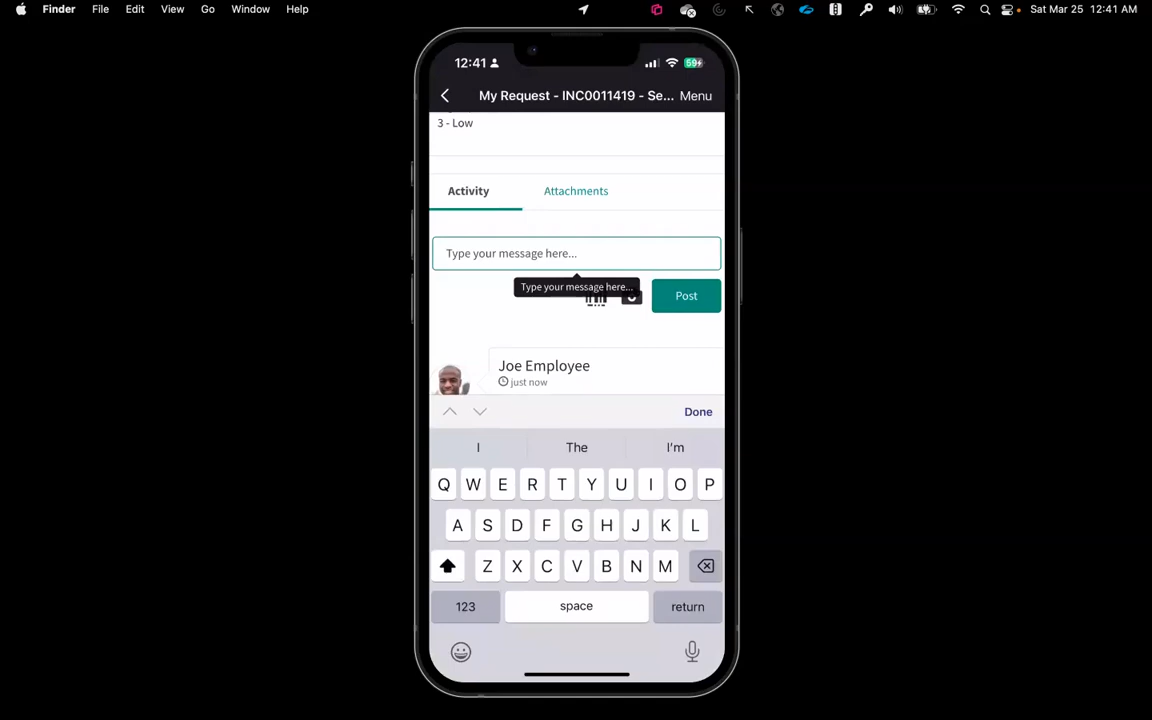 Finder File Edit View Go Window Help Sat Mar 25 12:41 AM
12:41 59
My Request - INC0011419 - Se... Menu
3 - Low
Activity Attachments
Type your message here...
Type your message here...
Post
Joe Employee
just now
Done
I The I'm
Q W E R T Y U I O P
A S D F G H J K L
Z X C V B N M
123 space return